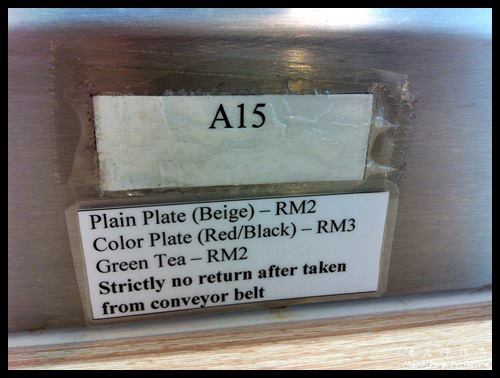 A15
Plain Plate (Beige) – RM2
Color Plate (Red/Black) – RM3
Green Tea – RM2
Strictly no return after taken
from conveyor belt